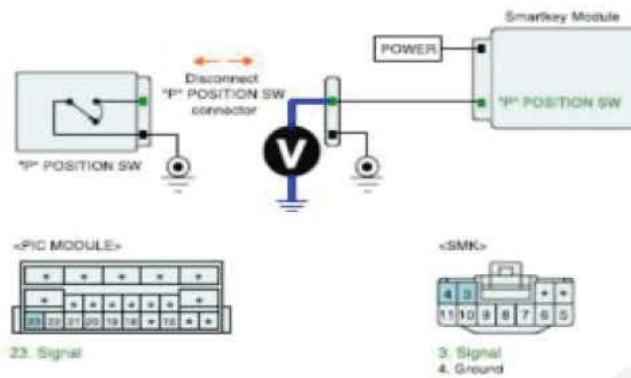 Smartkey Module
POWER
Disconnect
"P" POSITION SW
connector
"P" POSITION SW
"P" POSITION SW
V
<PIC MODULE>
<SMK>
* * * * *
* * * * * * * *
23 22 21 20 19 18 * 16 * *
4 3 * *
11 10 9 8 7 6 5
23. Signal
3. Signal
4. Ground